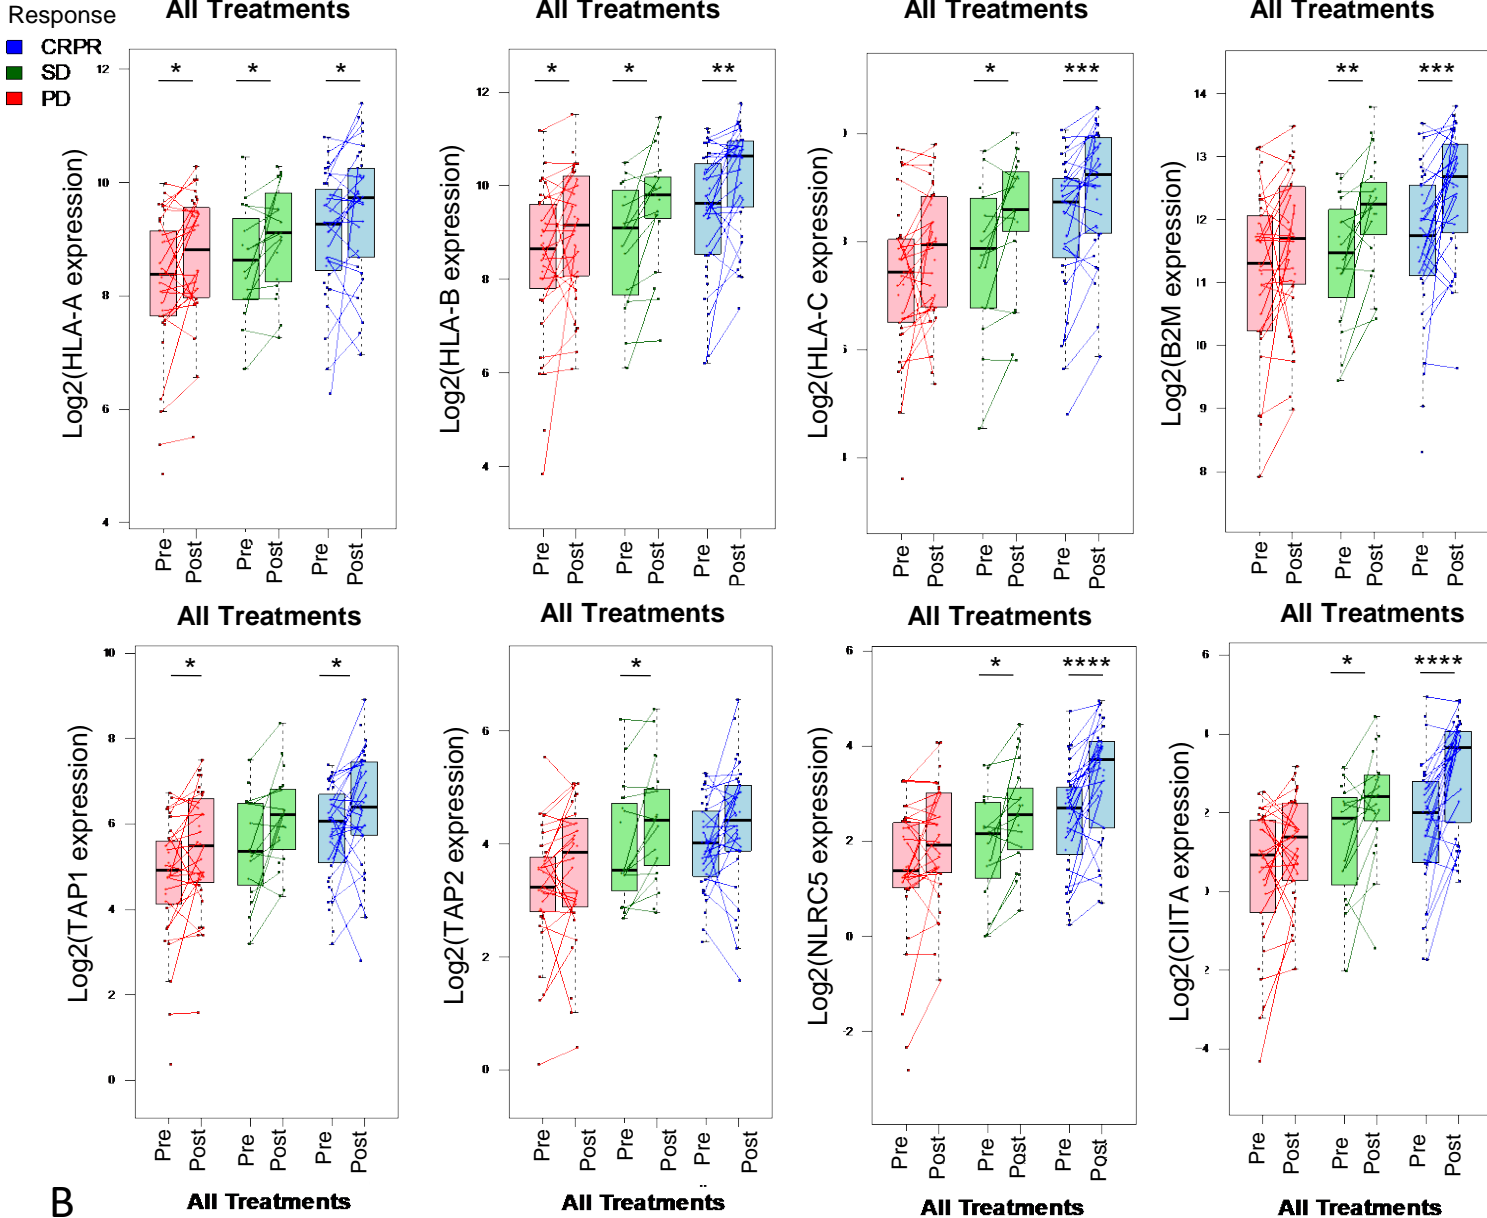 Response
CRPR
SD
PD
All Treatments
All Treatments
All Treatments
All Treatments
Log2(HLA-A expression)
12
10
8
6
4
* * *
Pre Post Pre Post Pre Post
Log2(HLA-B expression)
12
10
8
6
4
* * **
Pre Post Pre Post Pre Post
Log2(HLA-C expression)
* ***
Pre Post Pre Post Pre Post
Log2(B2M expression)
14
13
12
11
10
9
8
** ***
Pre Post Pre Post Pre Post
All Treatments
All Treatments
All Treatments
All Treatments
Log2(TAP1 expression)
10
8
6
4
2
0
* *
Pre Post Pre Post Pre Post
Log2(TAP2 expression)
6
4
2
0
*
Pre Post Pre Post Pre Post
Log2(NLRC5 expression)
6
4
2
0
-2
* ****
Pre Post Pre Post Pre Post
Log2(CIITA expression)
6
4
2
0
2
-4
* ****
Pre Post Pre Post Pre Post
B
All Treatments
All Treatments
All Treatments
All Treatments